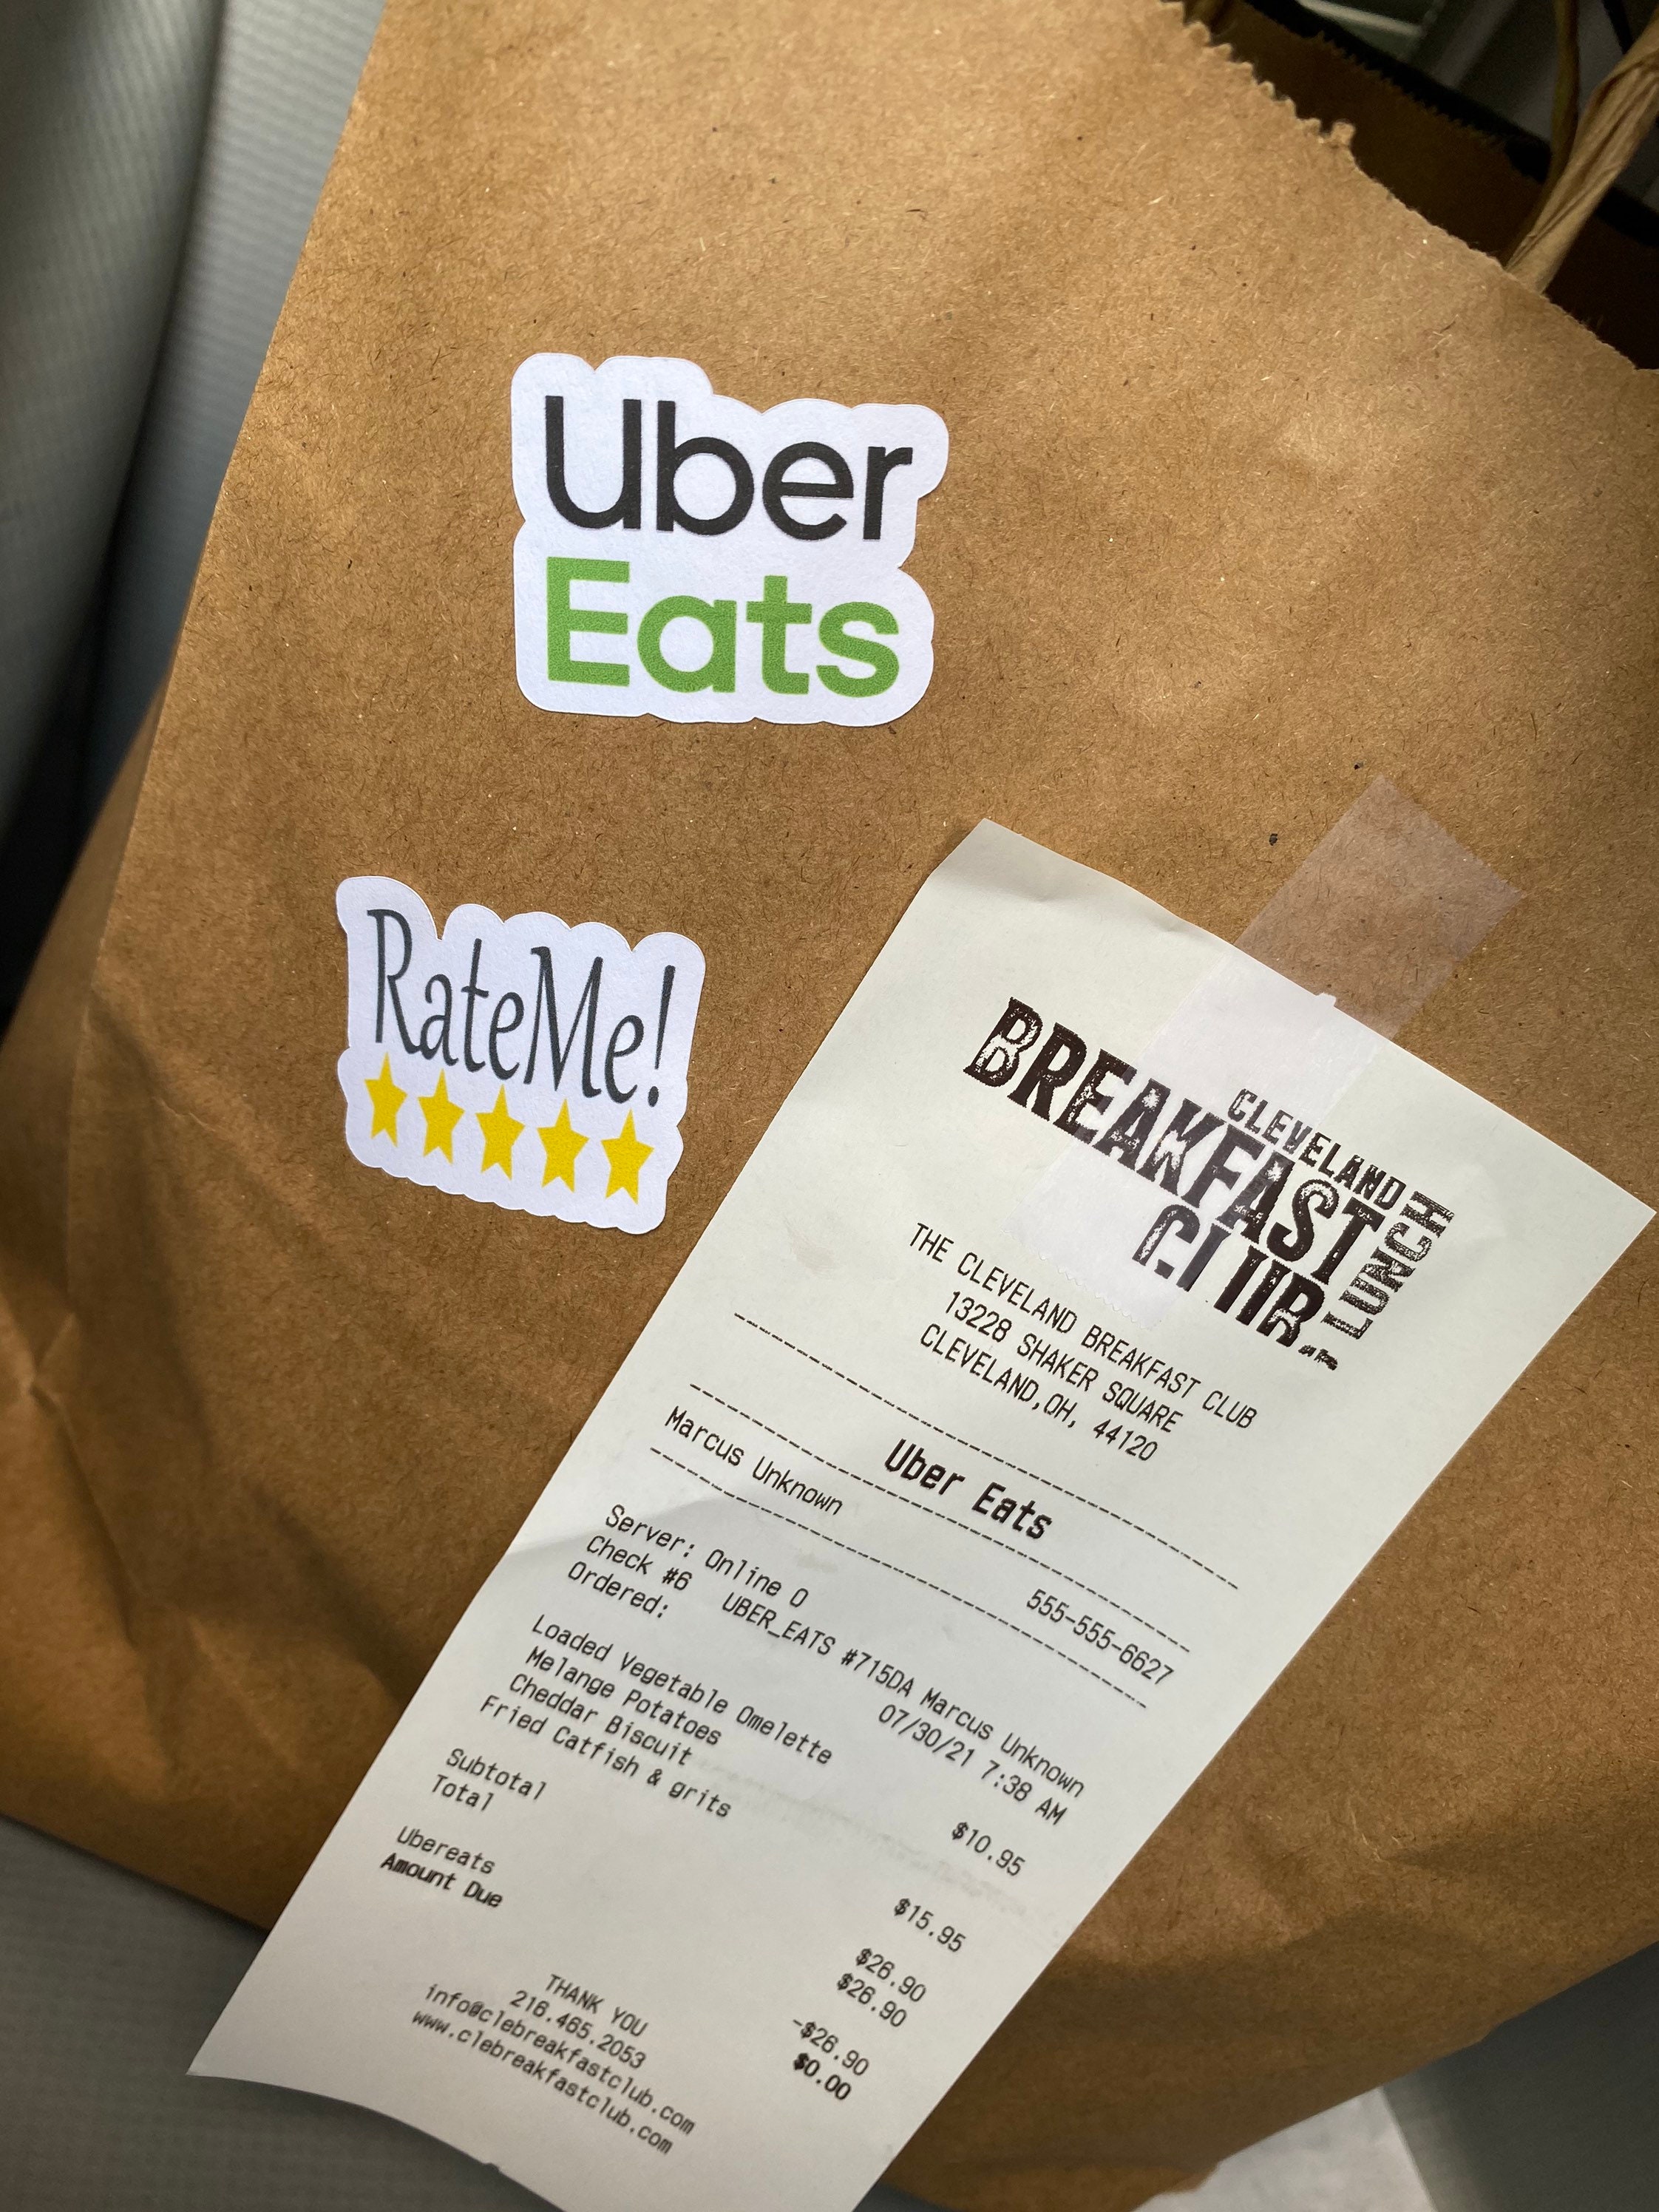 Uber
Eats
RateMe!
CLEVELAND
BREAKFAST
CLUB
LUNCH
THE CLEVELAND BREAKFAST CLUB
13228 SHAKER SQUARE
CLEVELAND,OH, 44120
Uber Eats
Marcus Unknown 555-555-6627
Server: Online O
Check #6 UBER_EATS #715DA Marcus Unknown
Ordered: 07/30/21 7:38 AM
Loaded Vegetable Omelette $10.95
Melange Potatoes
Cheddar Biscuit
Fried Catfish & grits $15.95
Subtotal $26.90
Total $26.90
Ubereats -$26.90
Amount Due $0.00
THANK YOU
216.465.2053
info@clebreakfastclub.com
www.clebreakfastclub.com